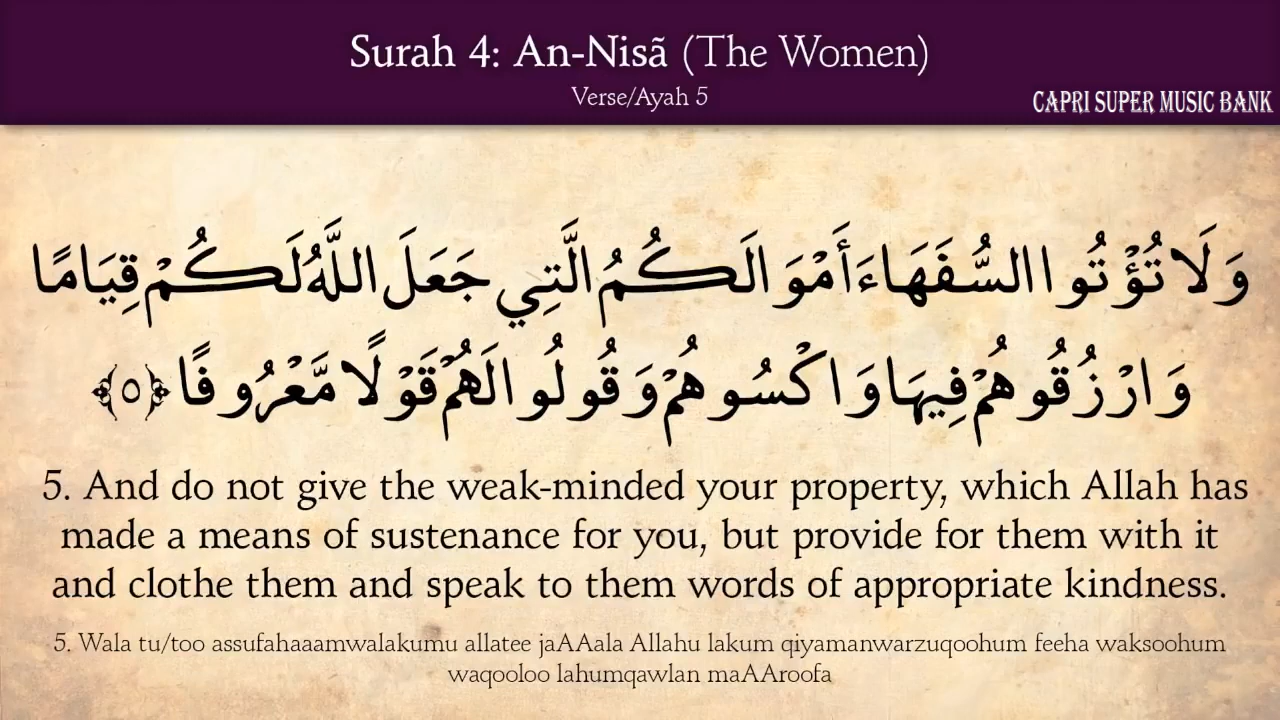 Surah 4: An-Nisã (The Women)
Verse/Ayah 5
CAPRI SUPER MUSIC BANK
وَلَا تُؤْتُوا السُّفَهَاءَ أَمْوَالَكُمُ الَّتِي جَعَلَ اللَّهُ لَكُمْ قِيَامًا
وَارْزُقُوهُمْ فِيهَا وَاكْسُوهُمْ وَقُولُوا لَهُمْ قَوْلًا مَّعْرُوفًا ﴿٥﴾
5. And do not give the weak-minded your property, which Allah has
made a means of sustenance for you, but provide for them with it
and clothe them and speak to them words of appropriate kindness.
5. Wala tu/too assufahaaamwalakumu allatee jaAAala Allahu lakum qiyamanwarzuqoohum feeha waksoohum
waqooloo lahumqawlan maAAroofa